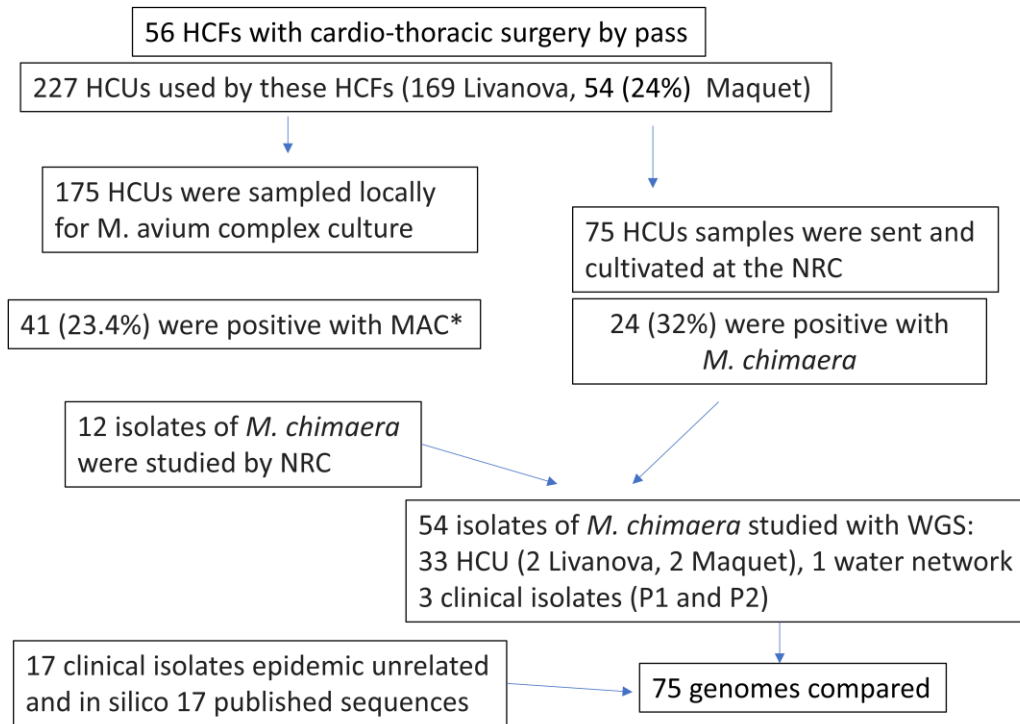 56 HCFs with cardio-thoracic surgery by pass
227 HCUs used by these HCFs (169 Livanova, 54 (24%) Maquet)
175 HCUs were sampled locally
for M. avium complex culture
75 HCUs samples were sent and
cultivated at the NRC
41 (23.4%) were positive with MAC*
24 (32%) were positive with
M. chimaera
12 isolates of M. chimaera
were studied by NRC
54 isolates of M. chimaera studied with WGS:
33 HCU (2 Livanova, 2 Maquet), 1 water network
3 clinical isolates (P1 and P2)
17 clinical isolates epidemic unrelated
and in silico 17 published sequences
75 genomes compared